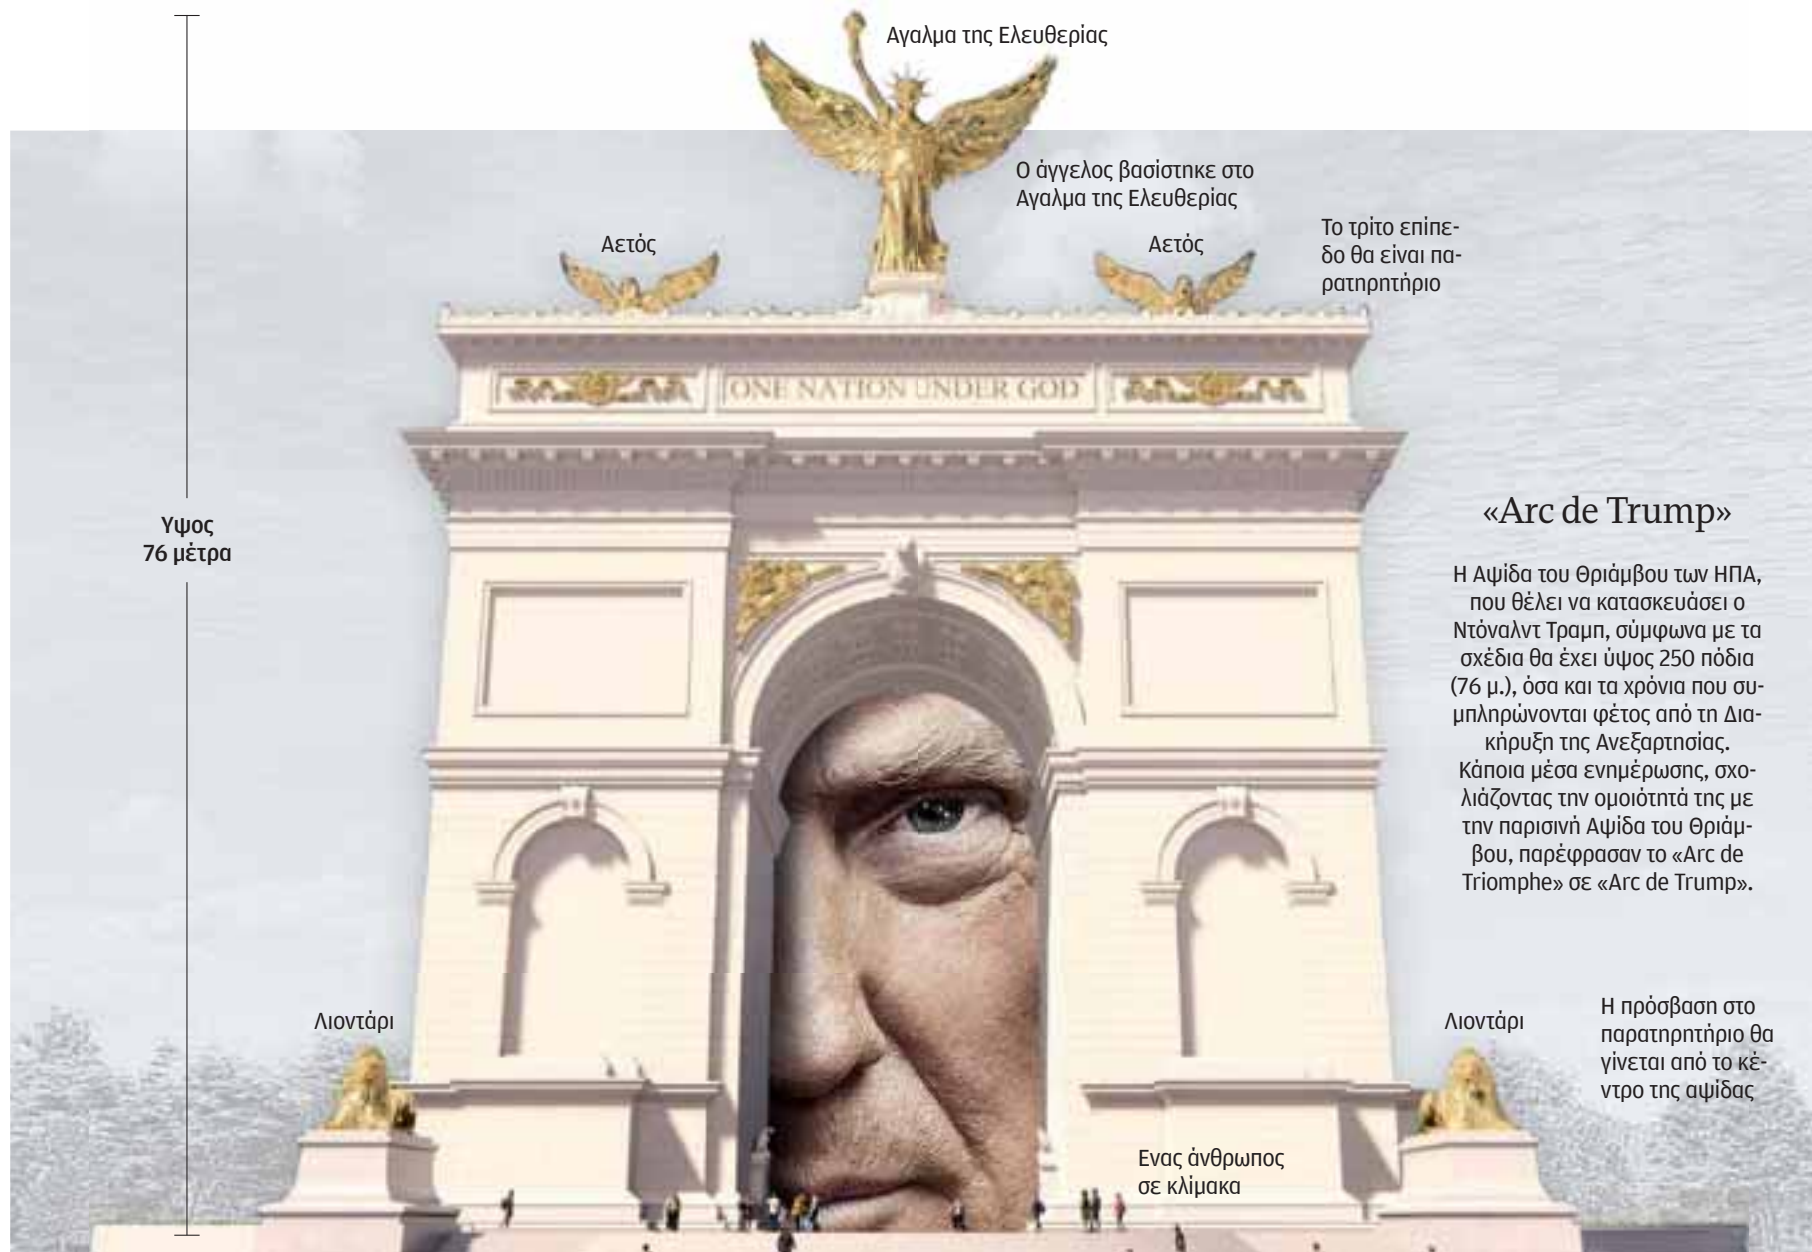 Αγαλμα της Ελευθερίας
Ο άγγελος βασίστηκε στο
Αγαλμα της Ελευθερίας
Αετός
Αετός
Το τρίτο επίπε-
δο θα είναι πα-
ρατηρητήριο
ONE NATION UNDER GOD
Υψος
76 μέτρα
«Arc de Trump»
Η Αψίδα του Θριάμβου των ΗΠΑ,
που θέλει να κατασκευάσει ο
Ντόναλντ Τραμπ, σύμφωνα με τα
σχέδια θα έχει ύψος 250 πόδια
(76 μ.), όσα και τα χρόνια που συ-
μπληρώνονται φέτος από τη Δια-
κήρυξη της Ανεξαρτησίας.
Κάποια μέσα ενημέρωσης, σχο-
λιάζοντας την ομοιότητά της με
την παρισινή Αψίδα του Θριάμ-
βου, παρέφρασαν το «Arc de
Triomphe» σε «Arc de Trump».
Λιοντάρι
Λιοντάρι
Η πρόσβαση στο
παρατηρητήριο θα
γίνεται από το κέ-
ντρο της αψίδας
Ενας άνθρωπος
σε κλίμακα